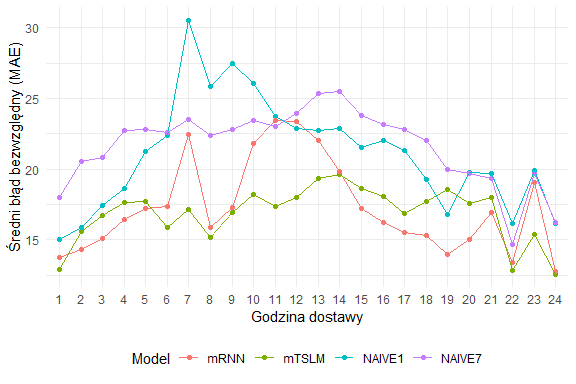 Średni błąd bezwzględny (MAE)
30
25
20
15
1 2 3 4 5 6 7 8 9 10 11 12 13 14 15 16 17 18 19 20 21 22 23 24
Godzina dostawy
Model mRNN mTSLM NAIVE1 NAIVE7